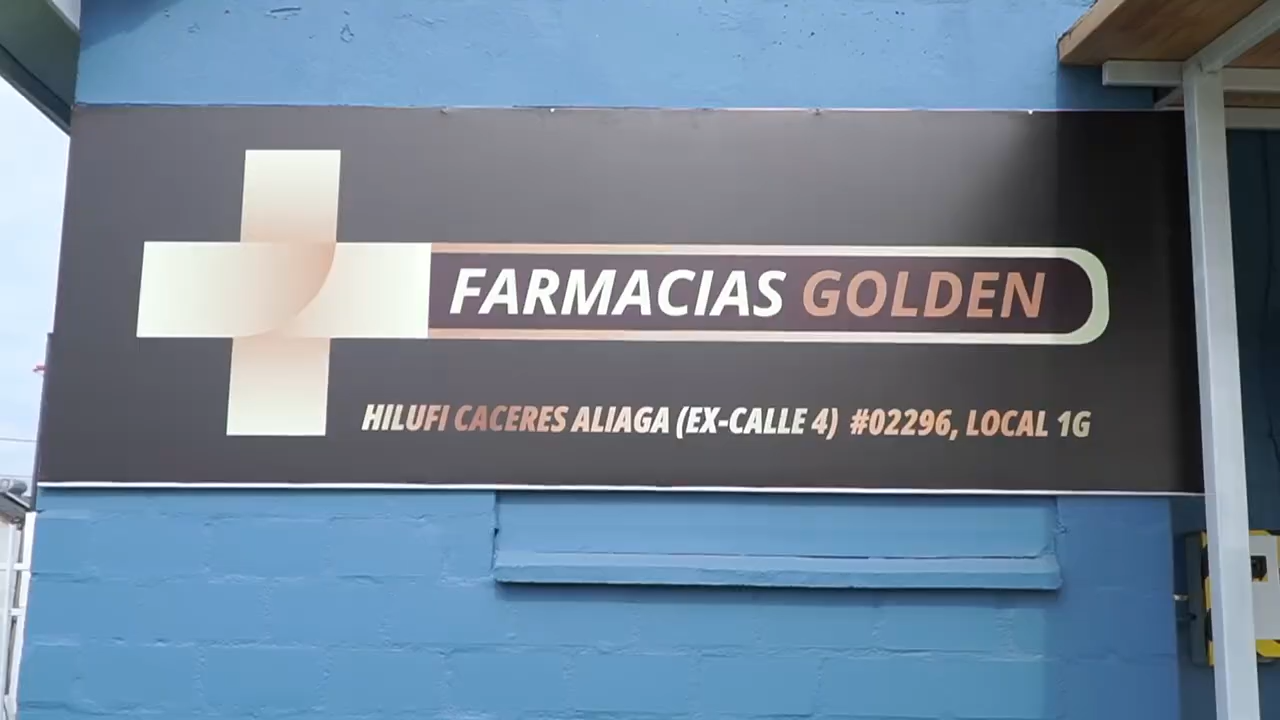 FARMACIAS GOLDEN
HILUFI CACERES ALIAGA (EX-CALLE 4) #02296, LOCAL 1G